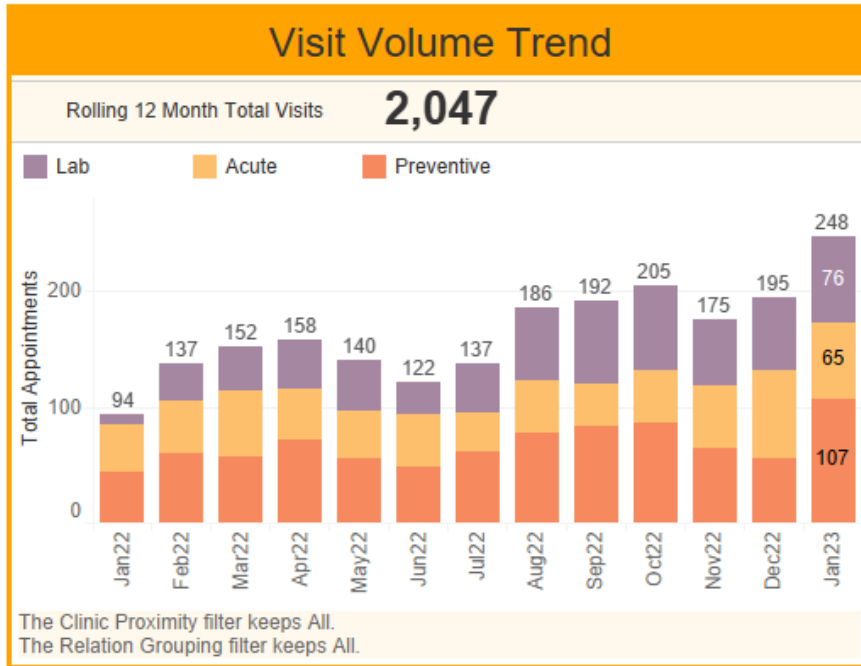 Visit Volume Trend
Rolling 12 Month Total Visits 2,047
Lab Acute Preventive
Total Appointments
200
100
0
94
137
152
158
140
122
137
186
192
205
175
195
248
76
65
107
Jan22
Feb22
Mar22
Apr22
May22
Jun22
Jul22
Aug22
Sep22
Oct22
Nov22
Dec22
Jan23
The Clinic Proximity filter keeps All.
The Relation Grouping filter keeps All.